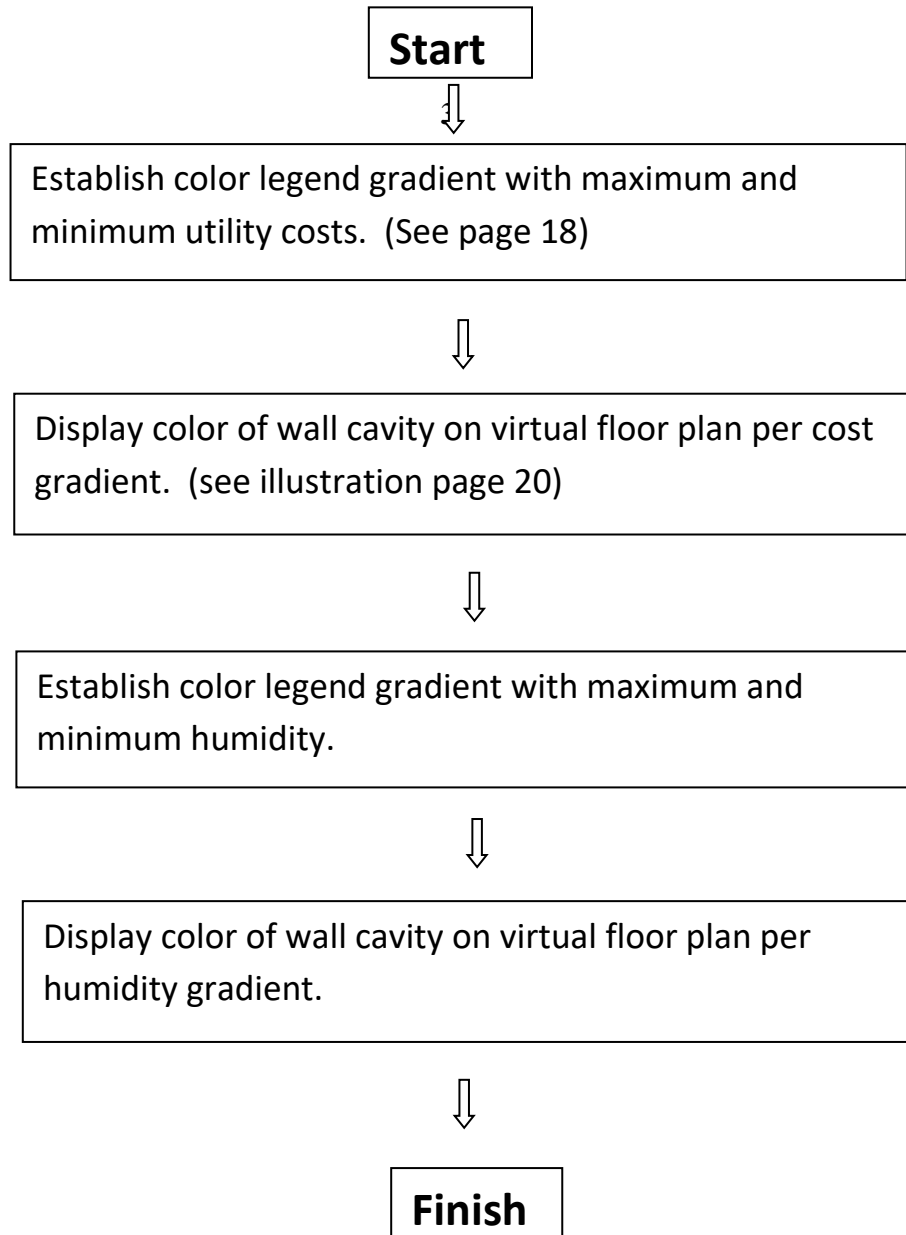 Start
Establish color legend gradient with maximum and
minimum utility costs.  (See page 18)
Display color of wall cavity on virtual floor plan per cost
gradient.  (see illustration page 20)
Establish color legend gradient with maximum and
minimum humidity.
Display color of wall cavity on virtual floor plan per
humidity gradient.
Finish